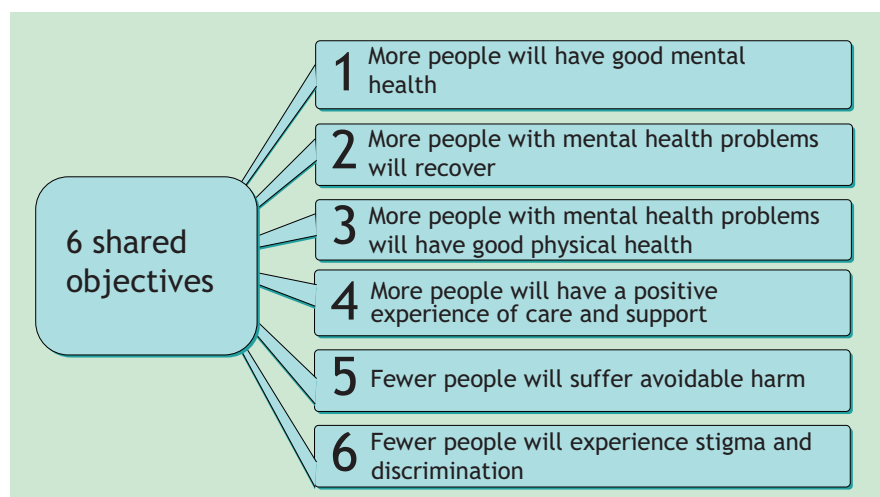 6 shared
objectives
1 More people will have good mental
health
2 More people with mental health problems
will recover
3 More people with mental health problems
will have good physical health
4 More people will have a positive
experience of care and support
5 Fewer people will suffer avoidable harm
6 Fewer people will experience stigma and
discrimination